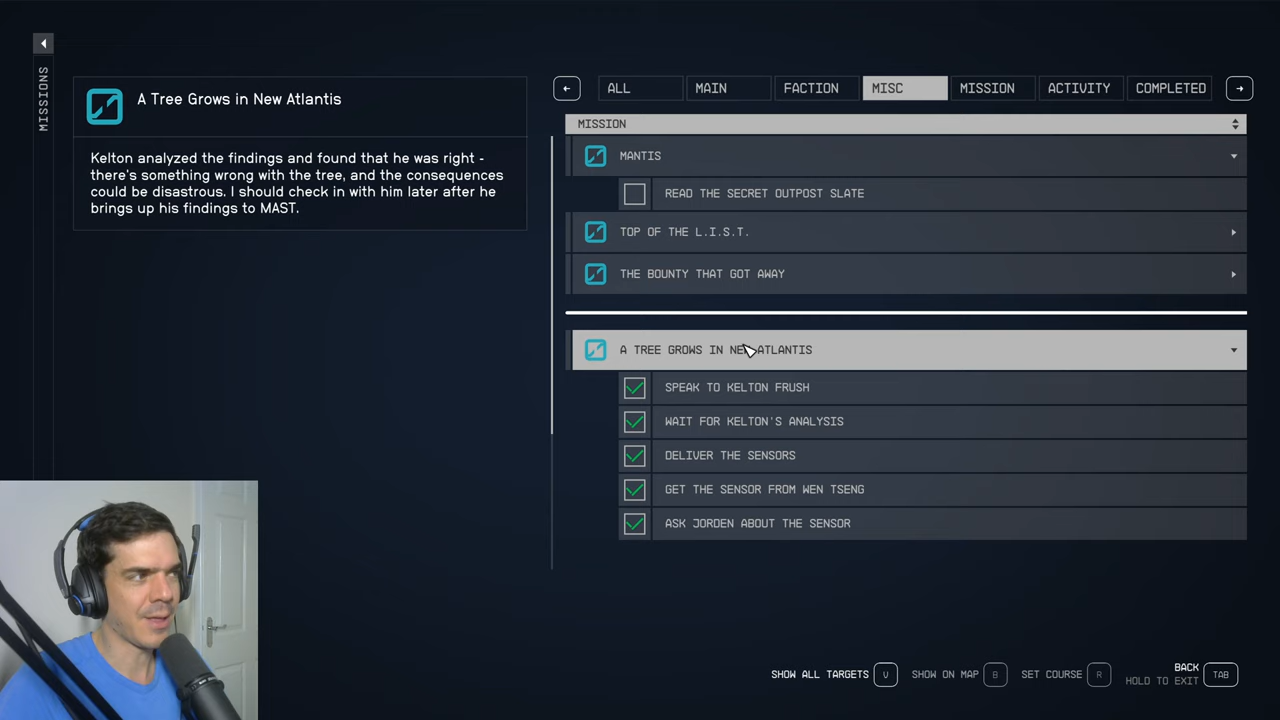 MISSIONS
A Tree Grows in New Atlantis
Kelton analyzed the findings and found that he was right -
there's something wrong with the tree, and the consequences
could be disastrous. I should check in with him later after he
brings up his findings to MAST.
ALL MAIN FACTION MISC MISSION ACTIVITY COMPLETED
MISSION
MANTIS
READ THE SECRET OUTPOST SLATE
TOP OF THE L.I.S.T.
THE BOUNTY THAT GOT AWAY
A TREE GROWS IN NEW ATLANTIS
SPEAK TO KELTON FRUSH
WAIT FOR KELTON'S ANALYSIS
DELIVER THE SENSORS
GET THE SENSOR FROM WEN TSENG
ASK JORDEN ABOUT THE SENSOR
SHOW ALL TARGETS V SHOW ON MAP B SET COURSE R BACK TAB
HOLD TO EXIT